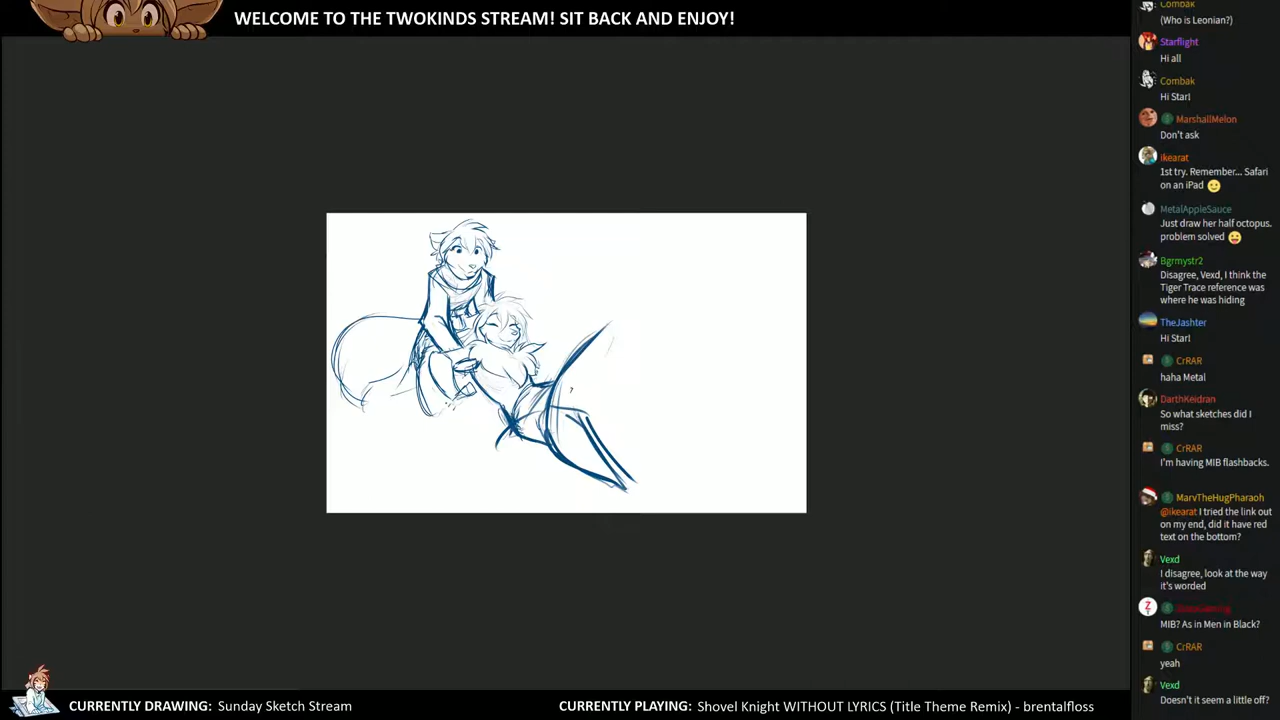 WELCOME TO THE TWOKINDS STREAM! SIT BACK AND ENJOY!
Combak
(Who is Leonian?)
Starflight
Hi all
Combak
Hi Star!
MarshallMelon
Don't ask
ikearat
1st try. Remember... Safari
on an iPad
MetalAppleSauce
Just draw her half octopus.
problem solved
Bgrmystr2
Disagree, Vexd, I think the
Tiger Trace reference was
where he was hiding
TheJashter
Hi Star!
CrRAR
haha Metal
DarthKeidran
So what sketches did I
miss?
CrRAR
I'm having MIB flashbacks.
MarvTheHugPharaoh
@ikearat I tried the link out
on my end, did it have red
text on the bottom?
Vexd
I disagree, look at the way
it's worded
MIB? As in Men in Black?
CrRAR
yeah
Vexd
Doesn't it seem a little off?
CURRENTLY DRAWING: Sunday Sketch Stream
CURRENTLY PLAYING: Shovel Knight WITHOUT LYRICS (Title Theme Remix) - brentalfloss